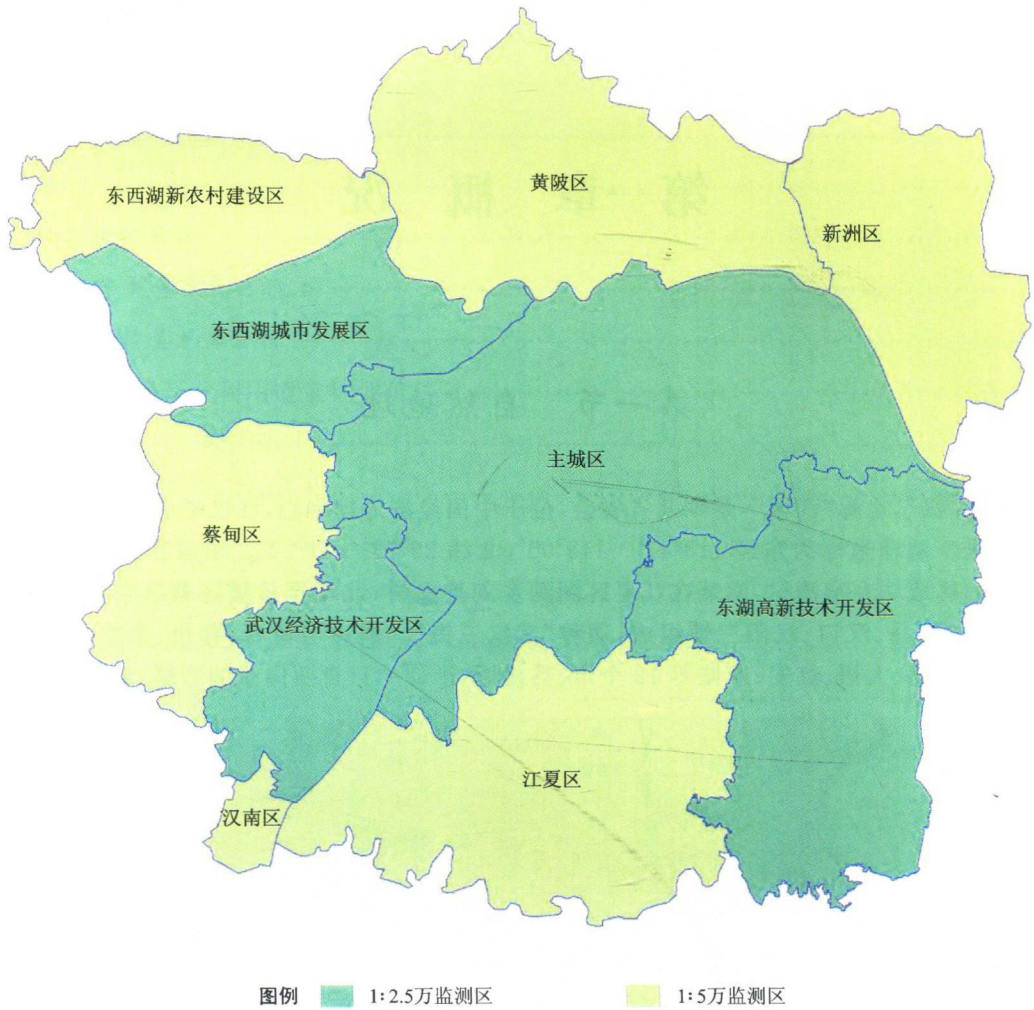 黄陂区
东西湖新农村建设区
新洲区
东西湖城市发展区
主城区
蔡甸区
东湖高新技术开发区
武汉经济技术开发区
江夏区
汉南区
图例 1:2.5万监测区 1:5万监测区